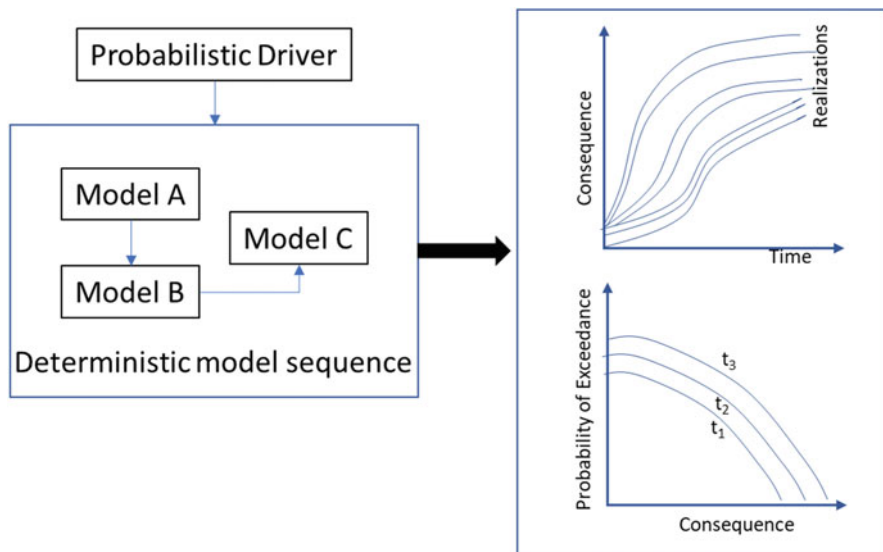 Probabilistic Driver
Model A
Model C
Model B
Deterministic model sequence
Consequence
Realizations
Time
Probability of Exceedance
t₃
t₂
t₁
Consequence